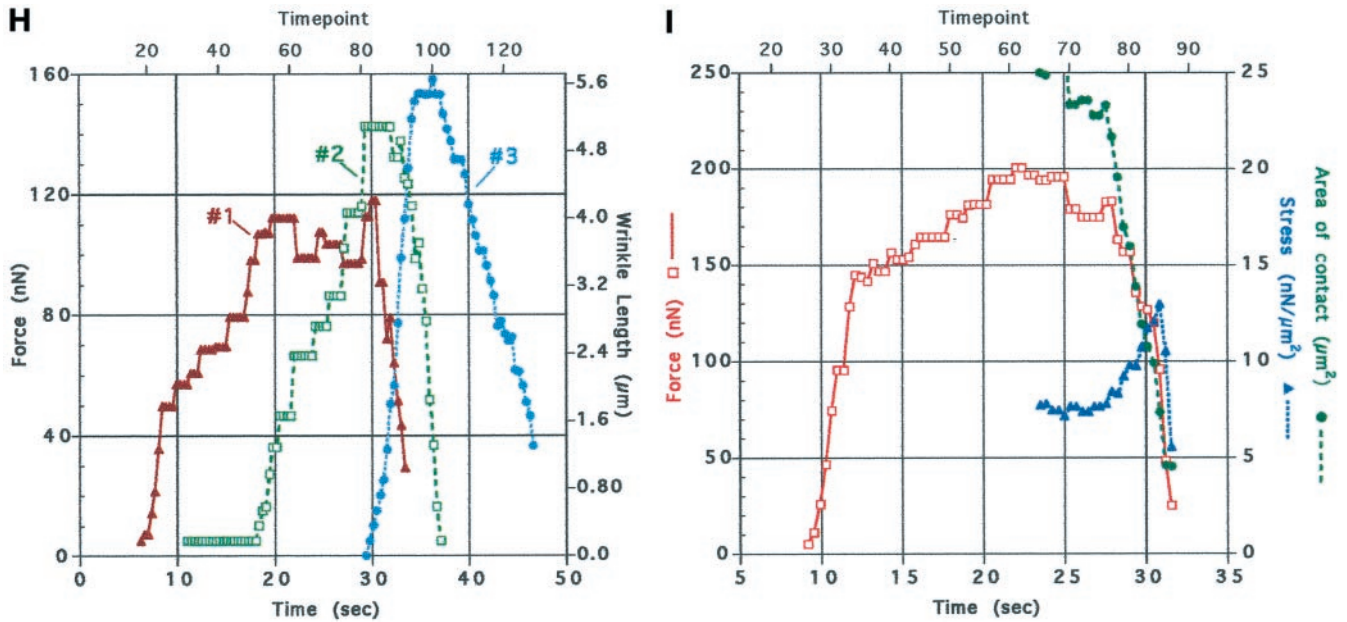 H
Timepoint
20 40 60 80 100 120
160
120
80
40
0
Force (nN)
#1
#2
#3
5.6
4.8
4.0
3.2
2.4
1.6
0.80
0.0
Wrinkle Length (μm)
0 10 20 30 40 50
Time (sec)
I
Timepoint
20 30 40 50 60 70 80 90
250
200
150
100
50
0
Force (nN)
25
20
15
10
5
0
Stress (nN/μm²)
Area of contact (μm²)
5 10 15 20 25 30 35
Time (sec)